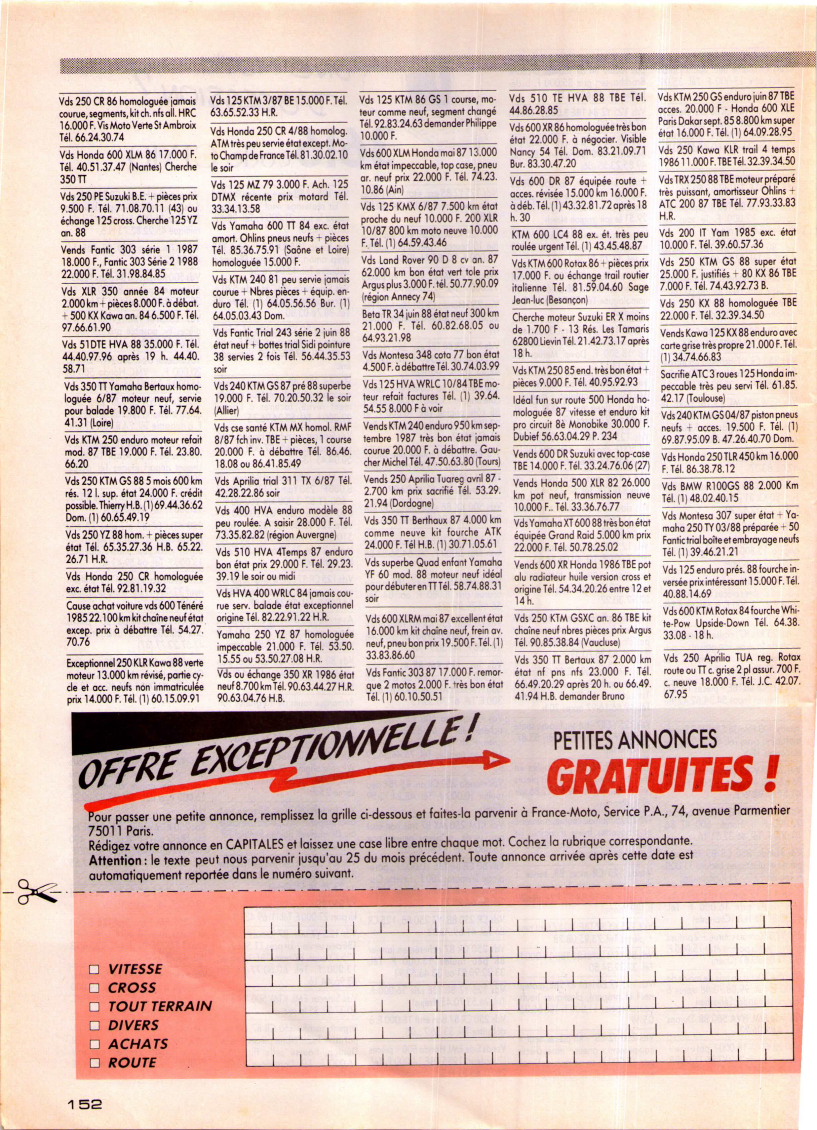 Vds 250 CR 86 homologuée jamais
courue, segments, kit ch. nfs all. HRC
16.000 F. Vis Moto Verte St Ambroix
Tél. 66.24.30.74
Vds Honda 600 XLM 86 17.000 F.
Tél. 40.51.37.47 (Nantes) Cherche
350 TT
Vds 250 PE Suzuki B.E. + pièces prix
9.500 F. Tél. 71.08.70.11 (43) ou
échange 125 cross. Cherche 125 YZ
an. 88
Vends Fantic 303 série 1 1987
18.000 F., Fantic 303 Série 2 1988
22.000 F. Tél. 31.98.84.85
Vds XLR 350 année 84 moteur
2.000 km + pièces 8.000 F. à débat.
+ 500 KX Kawa an. 84 6.500 F. Tél.
97.66.61.90
Vds 51 DTE HVA 88 35.000 F. Tél.
44.40.97.96 après 19 h. 44.40.
58.71
Vds 350 TT Yamaha Bertaux homo-
loguée 6/87 moteur neuf, servie
pour balade 19.800 F. Tél. 77.64.
41.31 (Loire)
Vds KTM 250 enduro moteur refait
mod. 87 TBE 19.000 F. Tél. 23.80.
66.20
Vds 250 KTM GS 88 5 mois 600 km
rés. 12 l. sup. état 24.000 F. crédit
possible. Thierry H.B. (1) 69.44.36.62
Dom. (1) 60.65.49.19
Vds 250 YZ 88 hom. + pièces super
état Tél. 65.35.27.36 H.B. 65.22.
26.71 H.R.
Vds Honda 250 CR homologuée
exc. état Tél. 92.81.19.32
Cause achat voiture vds 600 Ténéré
1985 22.100 km kit chaîne neuf état
excep. prix à débattre Tél. 54.27.
70.76
Exceptionnel 250 KLR Kawa 88 verte
moteur 13.000 km révisé, partie cy-
cle et acc. neufs non immatriculée
prix 14.000 F. Tél. (1) 60.15.09.91
Vds 125 KTM 3/87 BE 15.000 F. Tél.
63.65.52.33 H.R.
Vds Honda 250 CR 4/88 homolog.
ATM très peu servie état except. Mo-
to Champ de France Tél. 81.30.02.10
le soir
Vds 125 MZ 79 3.000 F. Ach. 125
DTMX récente prix motard Tél.
33.34.13.58
Vds Yamaha 600 TT 84 exc. état
amort. Ohlins pneus neufs + pièces
Tél. 85.36.75.91 (Saône et Loire)
homologuée 15.000 F.
Vds KTM 240 81 peu servie jamais
courue + Nbres pièces + équip. en-
duro Tél. (1) 64.05.56.56 Bur. (1)
64.05.03.43 Dom.
Vds Fantic Trial 243 série 2 juin 88
état neuf + bottes trial Sidi pointure
38 servies 2 fois Tél. 56.44.35.53
soir
Vds 240 KTM GS 87 pré 88 superbe
19.000 F. Tél. 70.20.50.32 le soir
(Allier)
Vds cse santé KTM MX homol. RMF
8/87 fch inv. TBE + pièces, 1 course
20.000 F. à débattre Tél. 86.46.
18.08 ou 86.41.85.49
Vds Aprilia trial 311 TX 6/87 Tél.
42.28.22.86 soir
Vds 400 HVA enduro modèle 88
peu roulée. A saisir 28.000 F. Tél.
73.35.82.82 (région Auvergne)
Vds 510 HVA 4Temps 87 enduro
bon état prix 29.000 F. Tél. 29.23.
39.19 le soir ou midi
Vds HVA 400 WRLC 84 jamais cou-
rue serv. balade état exceptionnel
origine Tél. 82.22.91.22 H.R.
Yamaha 250 YZ 87 homologuée
impeccable 21.000 F. Tél. 53.50.
15.55 ou 53.50.27.08 H.R.
Vds ou échange 350 XR 1986 état
neuf 8.700 km Tél. 90.63.44.27 H.R.
90.63.04.76 H.B.
Vds 125 KTM 86 GS 1 course, mo-
teur comme neuf, segment changé
Tél. 92.83.24.63 demander Philippe
10.000 F.
Vds 600 XLM Honda mai 87 13.000
km état impeccable, top case, pneu
ar. neuf prix 22.000 F. Tél. 74.23.
10.86 (Ain)
Vds 125 KMX 6/87 7.500 km état
proche du neuf 10.000 F. 200 XLR
10/87 800 km moto neuve 10.000
F. Tél. (1) 64.59.43.46
Vds Land Rover 90 D 8 cv an. 87
62.000 km bon état vert tole prix
Argus plus 3.000 F. tél. 50.77.90.09
(région Annecy 74)
Beta TR 34 juin 88 état neuf 300 km
21.000 F. Tél. 60.82.68.05 ou
64.93.21.98
Vds Montesa 348 cota 77 bon état
4.500 F. à débattre Tél. 30.74.03.99
Vds 125 HVA WRLC 10/84 TBE mo-
teur refait factures Tél. (1) 39.64.
54.55 8.000 F à voir
Vends KTM 240 enduro 950 km sep-
tembre 1987 très bon état jamais
courue 20.000 F. à débattre. Gau-
cher Michel Tél. 47.50.63.80 (Tours)
Vends 250 Aprilia Tuareg avril 87 -
2.700 km prix sacrifié Tél. 53.29.
21.94 (Dordogne)
Vds 350 TT Berthaux 87 4.000 km
comme neuve kit fourche ATK
24.000 F. Tél H.B. (1) 30.71.05.61
Vds superbe Quad enfant Yamaha
YF 60 mod. 88 moteur neuf idéal
pour débuter en TT Tél. 58.74.88.31
soir
Vds 600 XLRM mai 87 excellent état
16.000 km kit chaîne neuf, frein av.
neuf, pneu bon prix 19.500 F. Tél. (1)
33.83.86.60
Vds Fantic 303 87 17.000 F. remor-
que 2 motos 2.000 F. très bon état
Tél. (1) 60.10.50.51
Vds 510 TE HVA 88 TBE Tél.
44.86.28.85
Vds 600 XR 86 homologuée très bon
état 22.000 F. à négocier. Visible
Nancy 54 Tél. Dom. 83.21.09.71
Bur. 83.30.47.20
Vds 600 DR 87 équipée route +
acces. révisée 15.000 km 16.000 F.
à déb. Tél. (1) 43.32.81.72 après 18
h. 30
KTM 600 LC4 88 ex. ét. très peu
roulée urgent Tél. (1) 43.45.48.87
Vds KTM 600 Rotax 86 + pièces prix
17.000 F. ou échange trail routier
italienne Tél. 81.59.04.60 Sage
Jean-luc (Besançon)
Cherche moteur Suzuki ER X moins
de 1.700 F - 13 Rés. Les Tamaris
62800 Lievin Tél. 21.42.73.17 après
18 h.
Vds KTM 250 85 end. très bon état +
pièces 9.000 F. Tél. 40.95.92.93
Idéal fun sur route 500 Honda ho-
mologuée 87 vitesse et enduro kit
pro circuit 8è Monobike 30.000 F.
Dubief 56.63.04.29 P. 234
Vends 600 DR Suzuki avec top-case
TBE 14.000 F. Tél. 33.24.76.06 (27)
Vends Honda 500 XLR 82 26.000
km pot neuf, transmission neuve
10.000 F.. Tél. 33.36.76.77
Vds Yamaha XT 600 88 très bon état
équipée Grand Raid 5.000 km prix
22.000 F. Tél. 50.78.25.02
Vends 600 XR Honda 1986 TBE pot
alu radiateur huile version cross et
origine Tél. 54.34.20.26 entre 12 et
14 h.
Vds 250 KTM GSXC an. 86 TBE kit
chaîne neuf nbres pièces prix Argus
Tél. 90.85.38.84 (Vaucluse)
Vds 350 TT Bertaux 87 2.000 km
état nf pns nfs 23.000 F. Tél.
66.49.20.29 après 20 h. ou 66.49.
41.94 H.B. demander Bruno
Vds KTM 250 GS enduro juin 87 TBE
acces. 20.000 F - Honda 600 XLE
Paris Dakar sept. 85 8.800 km super
état 16.000 F. Tél. (1) 64.09.28.95
Vds 250 Kawa KLR trail 4 temps
1986 11.000 F. TBE Tél. 32.39.34.50
Vds TRX 250 88 TBE moteur préparé
très puissant, amortisseur Ohlins +
ATC 200 87 TBE Tél. 77.93.33.83
H.R.
Vds 200 IT Yam 1985 exc. état
10.000 F. Tél. 39.60.57.36
Vds 250 KTM GS 88 super état
25.000 F. justifiés + 80 KX 86 TBE
7.000 F. Tél. 74.43.92.73 B.
Vds 250 KX 88 homologuée TBE
22.000 F. Tél. 32.39.34.50
Vends Kawa 125 KX 88 enduro avec
carte grise très propre 21.000 F. Tél.
(1) 34.74.66.83
Sacrifie ATC 3 roues 125 Honda im-
peccable très peu servi Tél. 61.85.
42.17 (Toulouse)
Vds 240 KTM GS 04/87 piston pneus
neufs + acces. 19.500 F. Tél. (1)
69.87.95.09 B. 47.26.40.70 Dom.
Vds Honda 250 TLR 450 km 16.000
F. Tél. 86.38.78.12
Vds BMW R100GS 88 2.000 Km
Tél. (1) 48.02.40.15
Vds Montesa 307 super état + Ya-
maha 250 TY 03/88 préparée + 50
Fantic trial boîte et embrayage neufs
Tél. (1) 39.46.21.21
Vds 125 enduro prés. 88 fourche in-
versée prix intéressant 15.000 F. Tél.
40.88.14.69
Vds 600 KTM Rotax 84 fourche Whi-
te-Pow Upside-Down Tél. 64.38.
33.08 - 18 h.
Vds 250 Aprilia TUA reg. Rotax
route ou TT c. grise 2 pl assur. 700 F.
c. neuve 18.000 F. Tél. J.C. 42.07.
67.95
OFFRE EXCEPTIONNELLE !
PETITES ANNONCES
GRATUITES !
Pour passer une petite annonce, remplissez la grille ci-dessous et faites-la parvenir à France-Moto, Service P.A., 74, avenue Parmentier
75011 Paris.
Rédigez votre annonce en CAPITALES et laissez une case libre entre chaque mot. Cochez la rubrique correspondante.
Attention : le texte peut nous parvenir jusqu'au 25 du mois précédent. Toute annonce arrivée après cette date est
automatiquement reportée dans le numéro suivant.
VITESSE
CROSS
TOUT TERRAIN
DIVERS
ACHATS
ROUTE
152